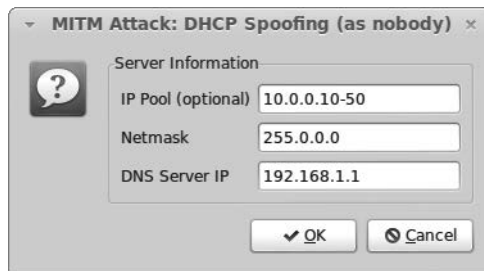 MITM Attack: DHCP Spoofing (as nobody)
Server Information
IP Pool (optional) 10.0.0.10-50
Netmask 255.0.0.0
DNS Server IP 192.168.1.1
OK Cancel